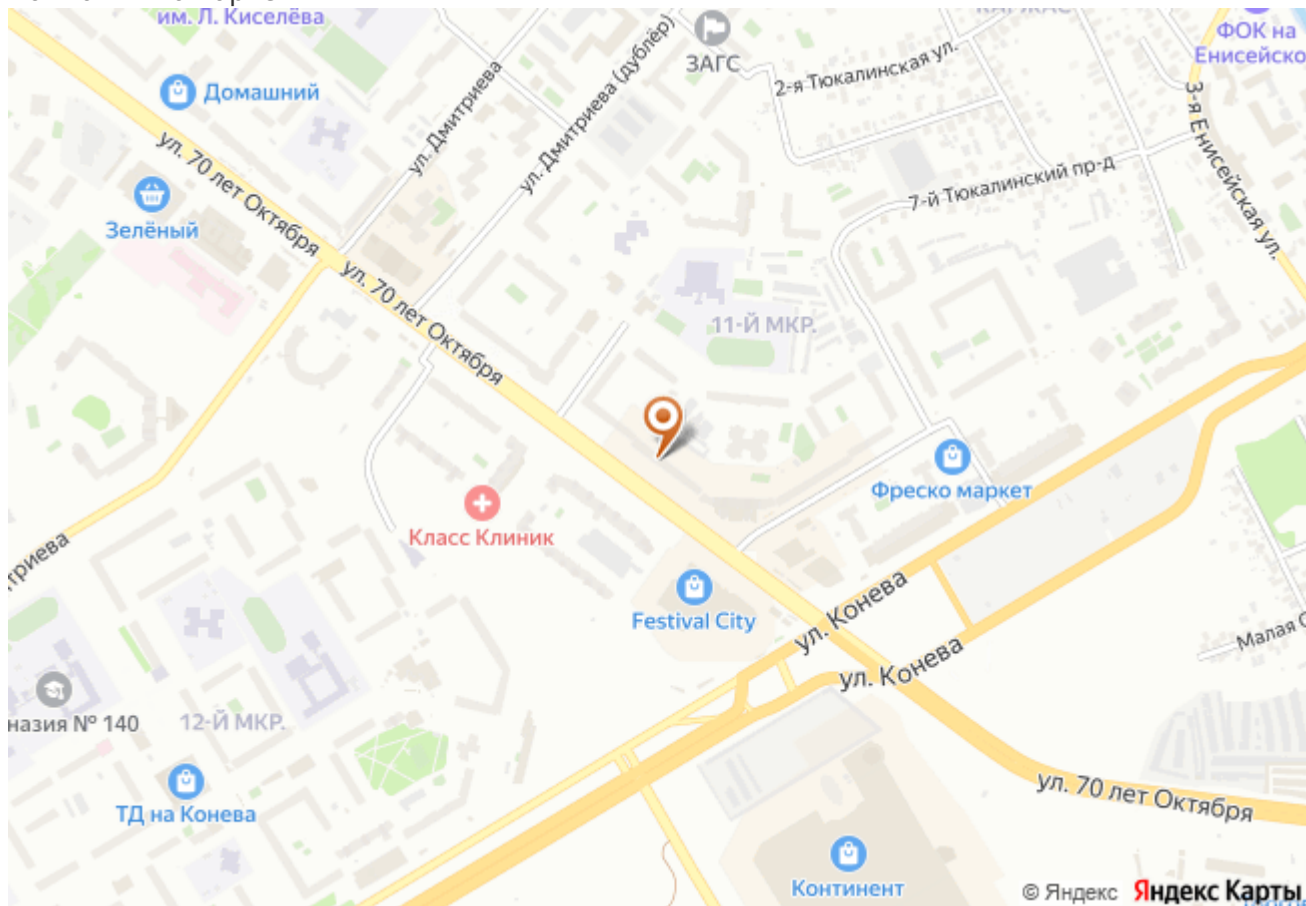 им. Л. Киселёва
ЗАГС
ФОК на
Енисейско
2-я Тюкалинская ул.
Домашний
ул. Дмитриева
ул. Дмитриева (дублёр)
3-я Енисейская ул.
7-й Тюкалинский пр-д
ул. 70 лет Октября
Зелёный
ул. 70 лет Октября
11-Й МКР.
Фреско маркет
Класс Клиник
триева
Festival City
ул. Конева
ул. Конева
Малая
назия № 140
12-Й МКР.
ТД на Конева
ул. 70 лет Октября
Континент
© Яндекс Яндекс Карты